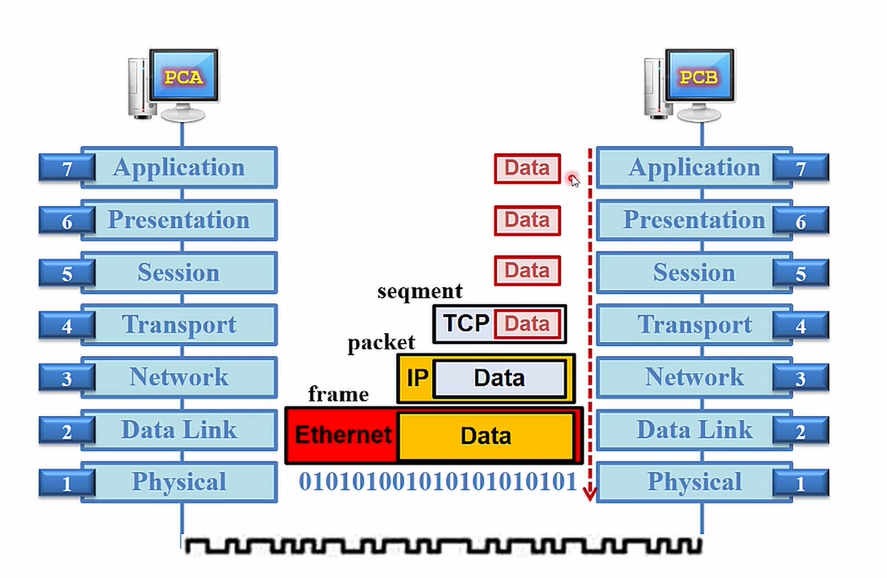 PCA PCB
7 Application Data Application 7
6 Presentation Data Presentation 6
5 Session Data Session 5
seqment
4 Transport TCP Data Transport 4
packet
3 Network IP Data Network 3
frame
2 Data Link Ethernet Data Data Link 2
1 Physical 01010100101010101010101 Physical 1